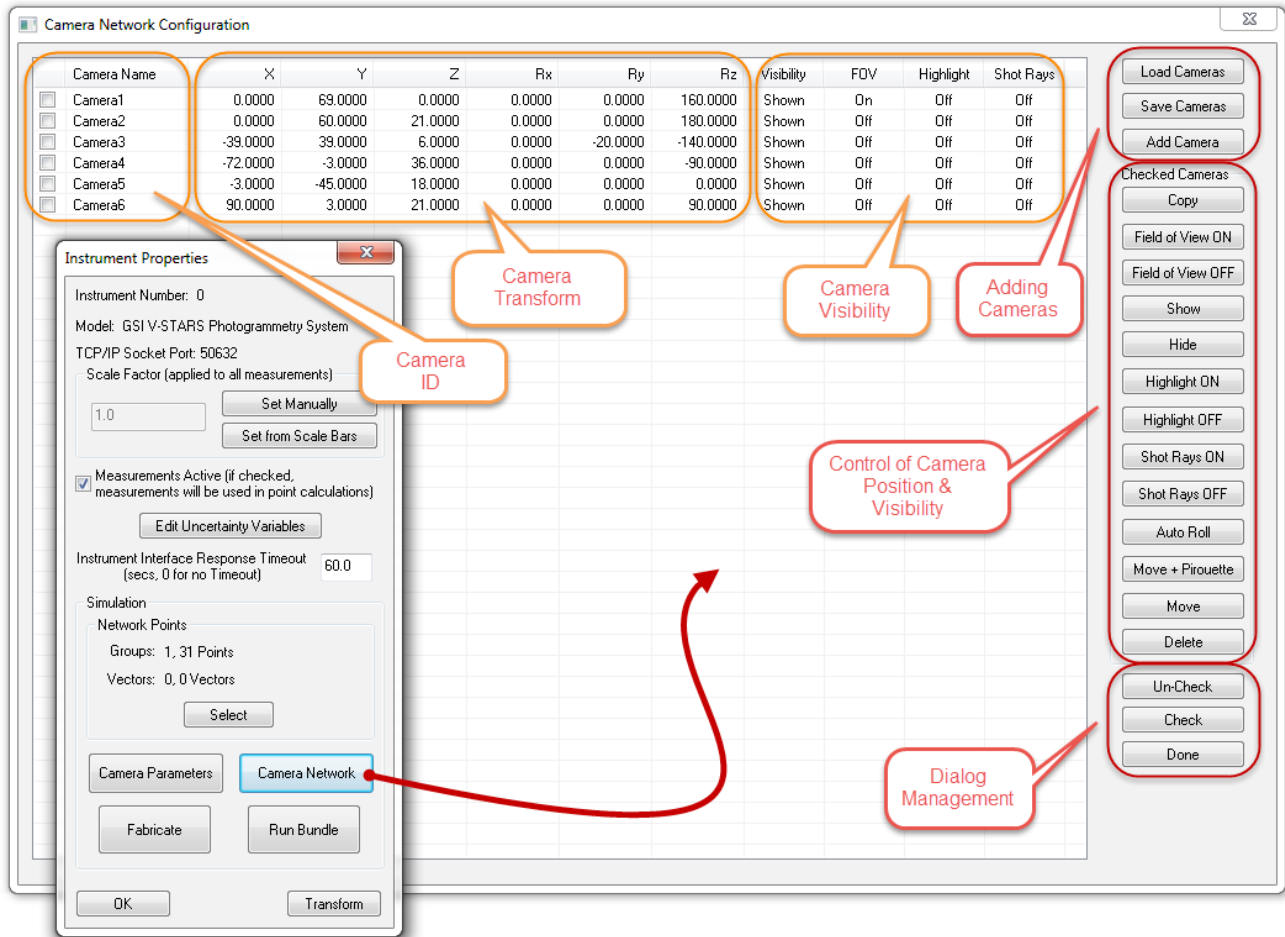 Camera Network Configuration
Camera Name X Y Z Rx Ry Rz Visibility FOV Highlight Shot Rays
Camera1 0.0000 69.0000 0.0000 0.0000 0.0000 160.0000 Shown On Off Off
Camera2 0.0000 60.0000 21.0000 0.0000 0.0000 180.0000 Shown Off Off Off
Camera3 -39.0000 39.0000 6.0000 0.0000 -20.0000 -140.0000 Shown Off Off Off
Camera4 -72.0000 -3.0000 36.0000 0.0000 0.0000 -90.0000 Shown Off Off Off
Camera5 -3.0000 -45.0000 18.0000 0.0000 0.0000 0.0000 Shown Off Off Off
Camera6 90.0000 3.0000 21.0000 0.0000 0.0000 90.0000 Shown Off Off Off
Camera
Transform
Camera
Visibility
Adding
Cameras
Camera
ID
Control of Camera
Position &
Visibility
Dialog
Management
Load Cameras
Save Cameras
Add Camera
Checked Cameras
Copy
Field of View ON
Field of View OFF
Show
Hide
Highlight ON
Highlight OFF
Shot Rays ON
Shot Rays OFF
Auto Roll
Move + Pirouette
Move
Delete
Un-Check
Check
Done
Instrument Properties
Instrument Number: 0
Model: GSI V-STARS Photogrammetry System
TCP/IP Socket Port: 50632
Scale Factor (applied to all measurements)
1.0
Set Manually
Set from Scale Bars
Measurements Active (if checked,
measurements will be used in point calculations)
Edit Uncertainty Variables
Instrument Interface Response Timeout
(secs, 0 for no Timeout)
60.0
Simulation
Network Points
Groups: 1, 31 Points
Vectors: 0, 0 Vectors
Select
Camera Parameters
Camera Network
Fabricate
Run Bundle
OK
Transform